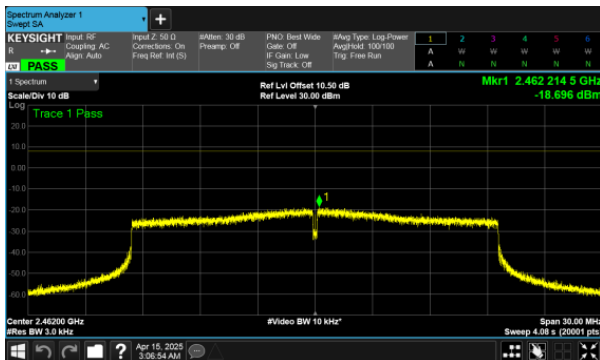 Spectrum Analyzer 1
Swept SA
+
KEYSIGHT
R
LXI PASS
Input: RF
Coupling: AC
Align: Auto
Input Z: 50 Ω
Corrections: On
Freq Ref: Int (S)
#Atten: 30 dB
Preamp: Off
PNO: Best Wide
Gate: Off
IF Gain: Low
Sig Track: Off
#Avg Type: Log-Power
Avg|Hold: 100/100
Trig: Free Run
1 2 3 4 5 6
A W W W W W
A N N N N N
1 Spectrum
Scale/Div 10 dB
Ref Lvl Offset 10.50 dB
Ref Level 30.00 dBm
Mkr1 2.462 214 5 GHz
-18.696 dBm
Log
Trace 1 Pass
20.0
10.0
0.00
-10.0
1
-20.0
-30.0
-40.0
-50.0
-60.0
Center 2.46200 GHz
#Res BW 3.0 kHz
#Video BW 10 kHz*
Span 30.00 MHz
Sweep 4.08 s (20001 pts)
?
Apr 15, 2025
3:06:54 AM